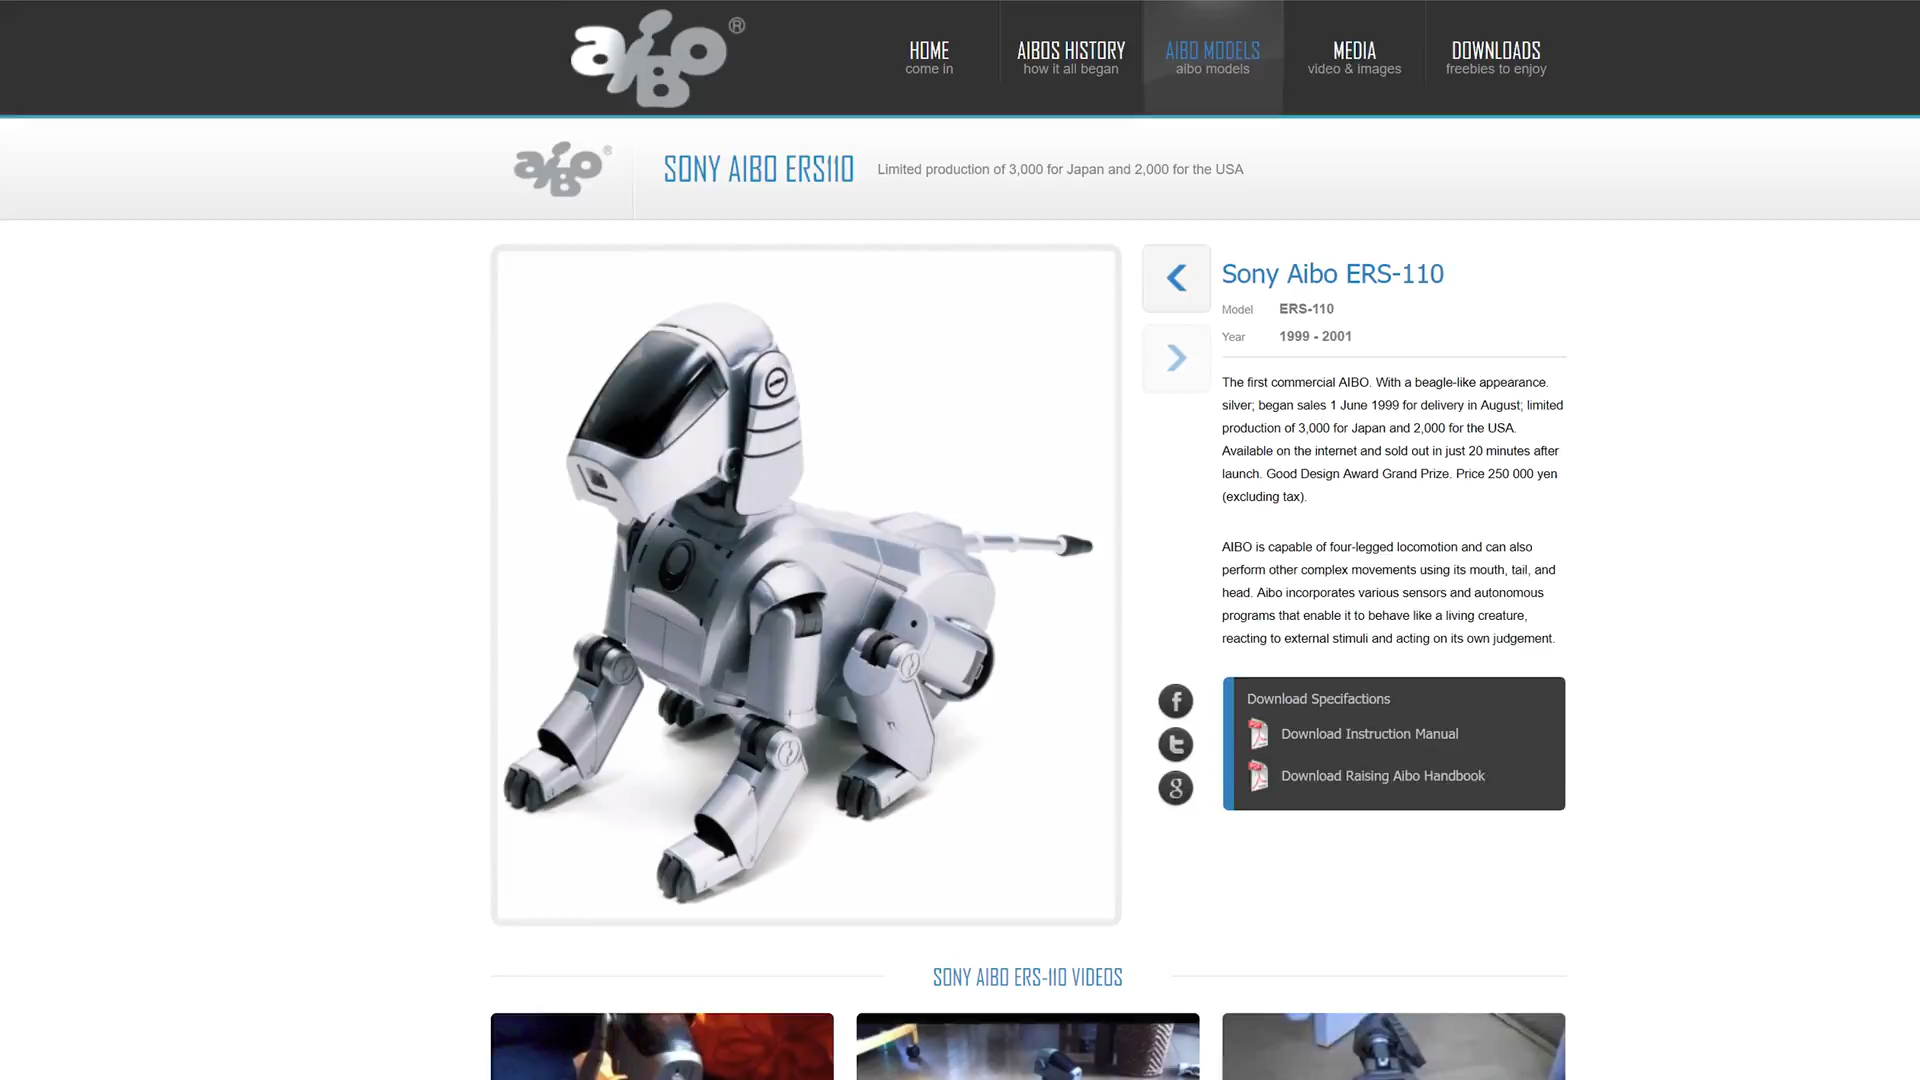 aiBo®
HOME
come in
AIBOS HISTORY
how it all began
AIBO MODELS
aibo models
MEDIA
video & images
DOWNLOADS
freebies to enjoy
aiBo®
SONY AIBO ERS110
Limited production of 3,000 for Japan and 2,000 for the USA
Sony Aibo ERS-110
Model ERS-110
Year 1999 - 2001
The first commercial AIBO. With a beagle-like appearance.
silver; began sales 1 June 1999 for delivery in August; limited
production of 3,000 for Japan and 2,000 for the USA.
Available on the internet and sold out in just 20 minutes after
launch. Good Design Award Grand Prize. Price 250 000 yen
(excluding tax).
AIBO is capable of four-legged locomotion and can also
perform other complex movements using its mouth, tail, and
head. Aibo incorporates various sensors and autonomous
programs that enable it to behave like a living creature,
reacting to external stimuli and acting on its own judgement.
Download Specifactions
Download Instruction Manual
Download Raising Aibo Handbook
SONY AIBO ERS-110 VIDEOS